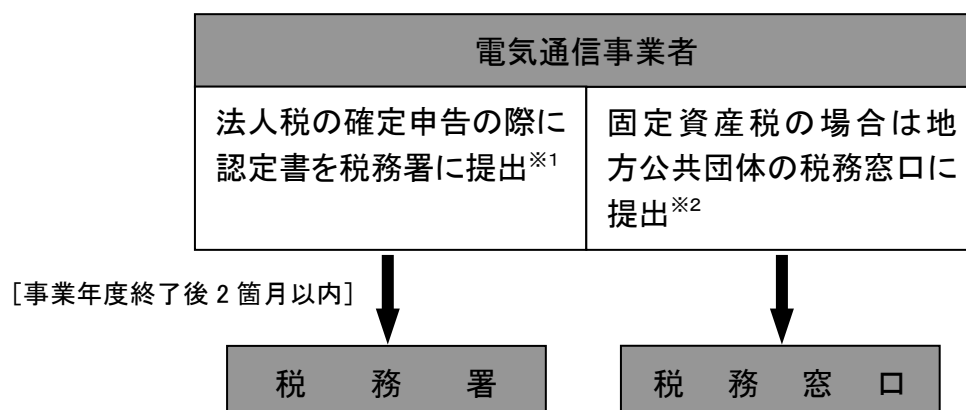 電気通信事業者
法人税の確定申告の際に
認定書を税務署に提出※1
固定資産税の場合は地
方公共団体の税務窓口に
提出※2
[事業年度終了後2箇月以内]
税務署
税務窓口